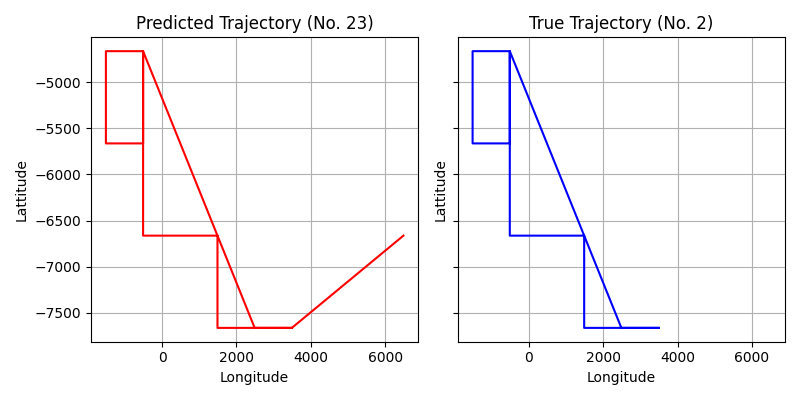 Predicted Trajectory (No. 23)
True Trajectory (No. 2)
Lattitude
−5000
−5500
−6000
−6500
−7000
−7500
0
2000
4000
6000
Longitude
Lattitude
0
2000
4000
6000
Longitude